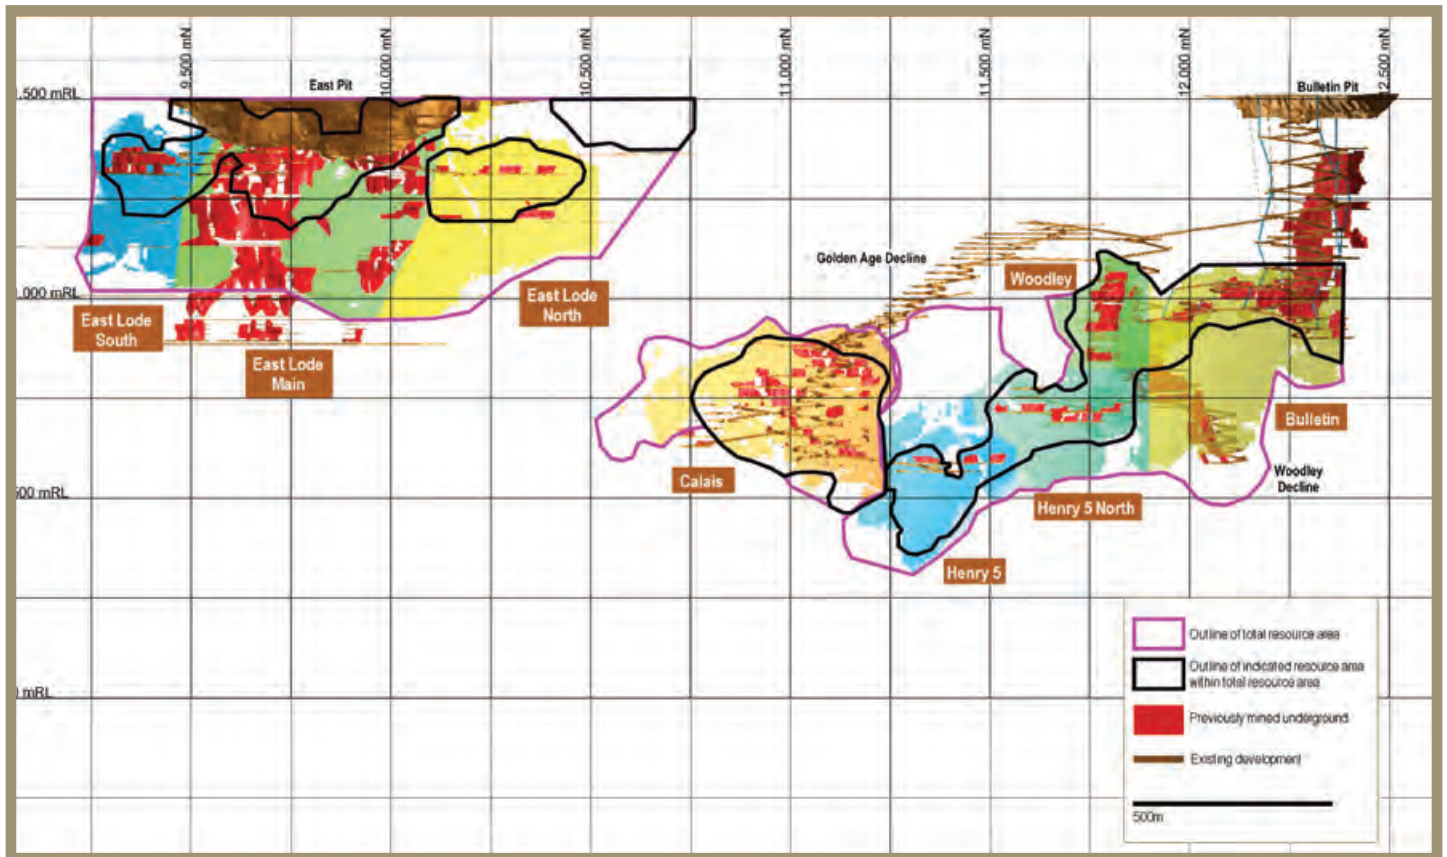 9.500 mN
10.000 mN
10.500 mN
11.000 mN
11.500 mN
12.000 mN
12.500 mN
East Pit
Bulletin Pit
.500 mRL
Golden Age Decline
Woodley
.000 mRL
East Lode
North
East Lode
South
East Lode
Main
Bulletin
Calais
Woodley
Decline
500 mRL
Henry 5 North
Henry 5
Outline of total resource area
Outline of indicated resource area
within total resource area
Previously mined underground
Existing development
500m
0 mRL